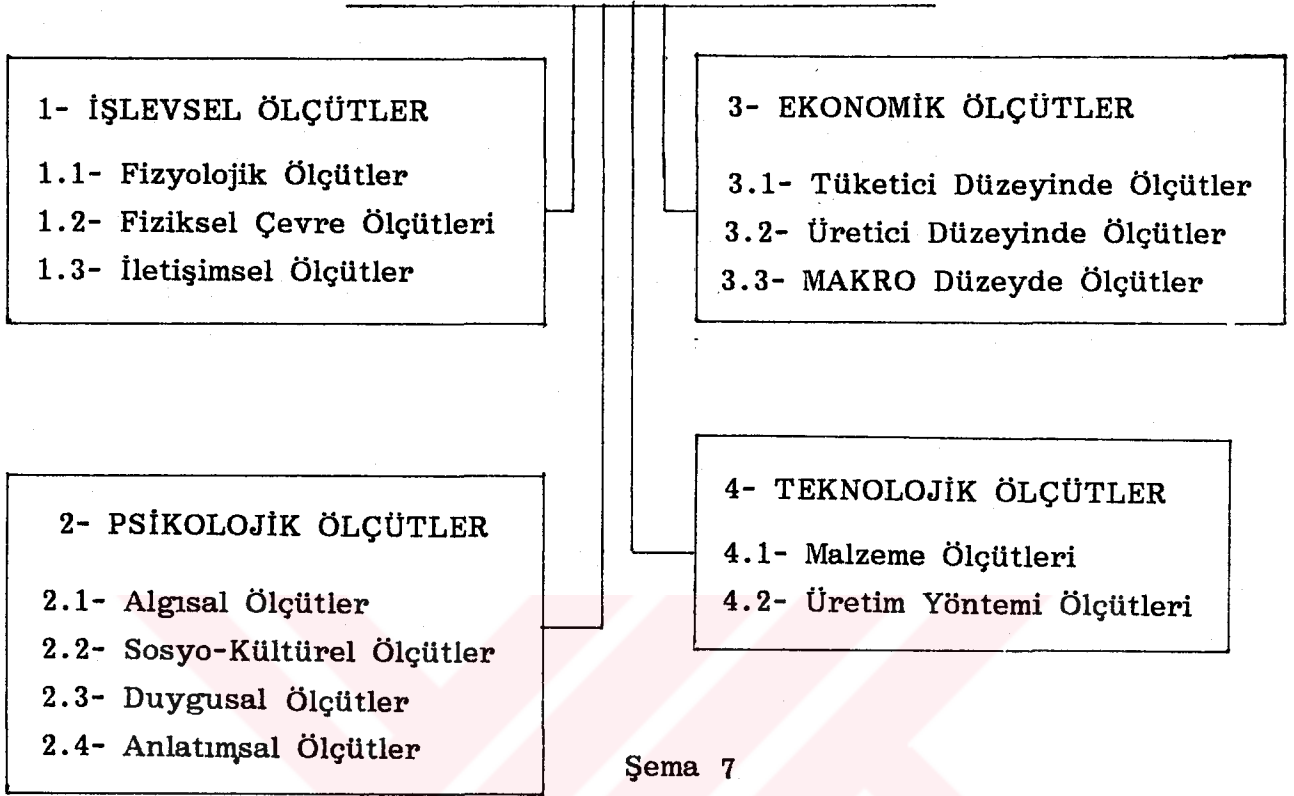 1- İŞLEVSEL ÖLÇÜTLER
1.1- Fizyolojik Ölçütler
1.2- Fiziksel Çevre Ölçütleri
1.3- İletişimsel Ölçütler
2- PSİKOLOJİK ÖLÇÜTLER
2.1- Algısal Ölçütler
2.2- Sosyo-Kültürel Ölçütler
2.3- Duygusal Ölçütler
2.4- Anlatımsal Ölçütler
3- EKONOMİK ÖLÇÜTLER
3.1- Tüketici Düzeyinde Ölçütler
3.2- Üretici Düzeyinde Ölçütler
3.3- MAKRO Düzeyde Ölçütler
4- TEKNOLOJİK ÖLÇÜTLER
4.1- Malzeme Ölçütleri
4.2- Üretim Yöntemi Ölçütleri
Şema 7